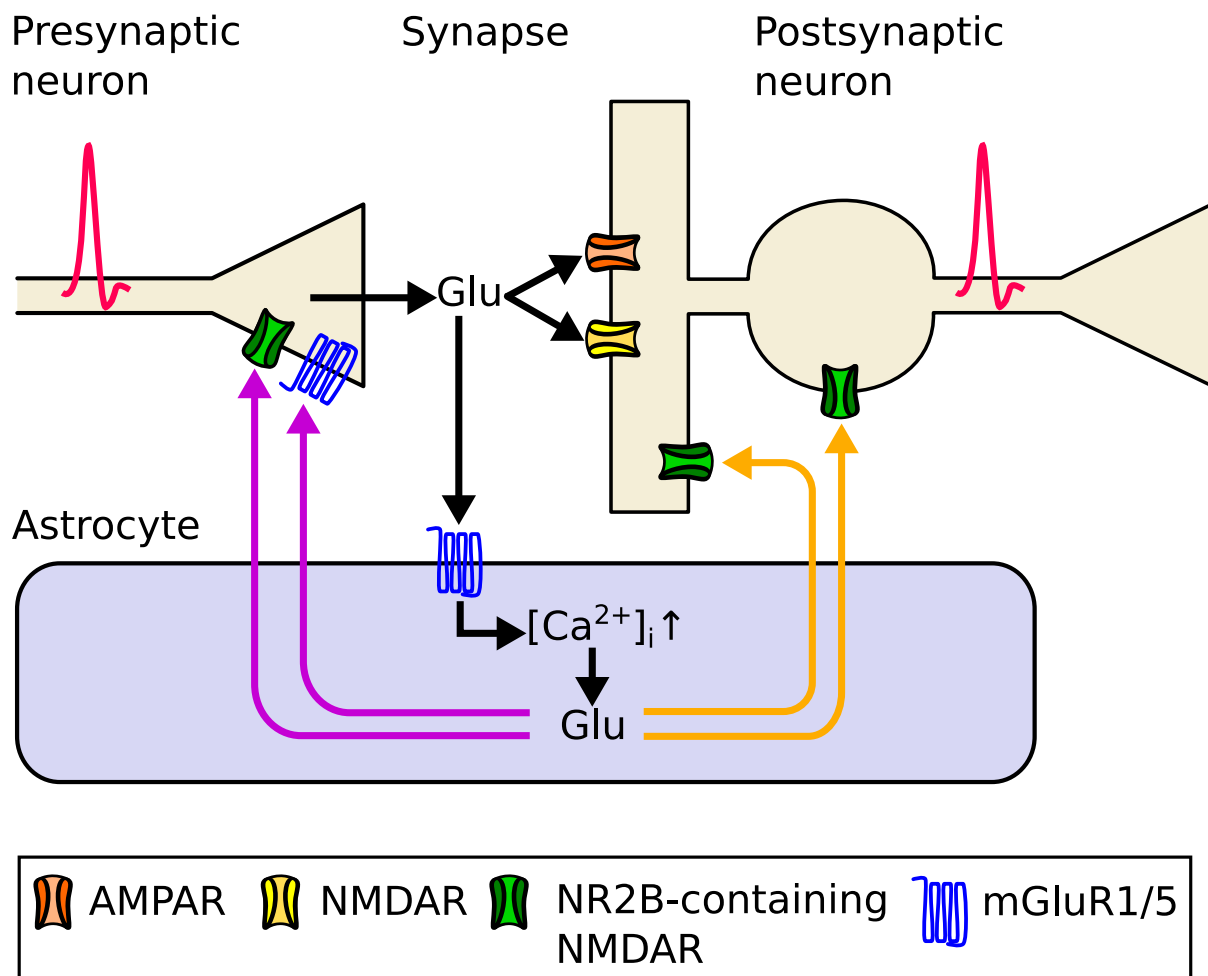 Presynaptic
neuron
Synapse
Postsynaptic
neuron
Glu
Astrocyte
[Ca²⁺]ᵢ↑
Glu
AMPAR
NMDAR
NR2B-containing
NMDAR
mGluR1/5